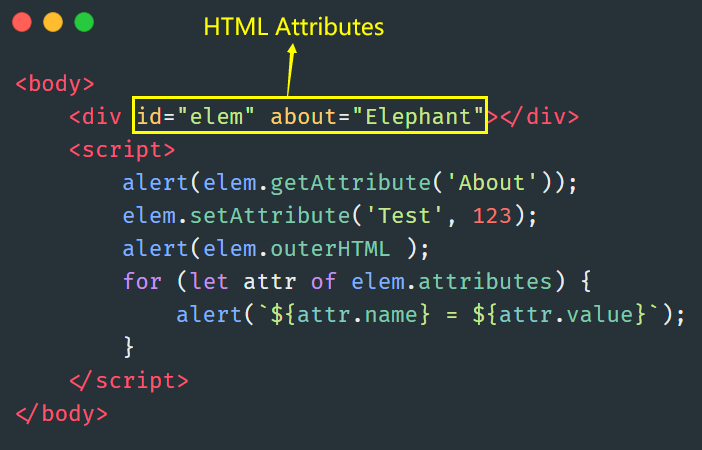 HTML Attributes
<body>
    <div id="elem" about="Elephant"></div>
    <script>
        alert(elem.getAttribute('About'));
        elem.setAttribute('Test', 123);
        alert(elem.outerHTML );
        for (let attr of elem.attributes) {
            alert(`${attr.name} = ${attr.value}`);
        }
    </script>
</body>